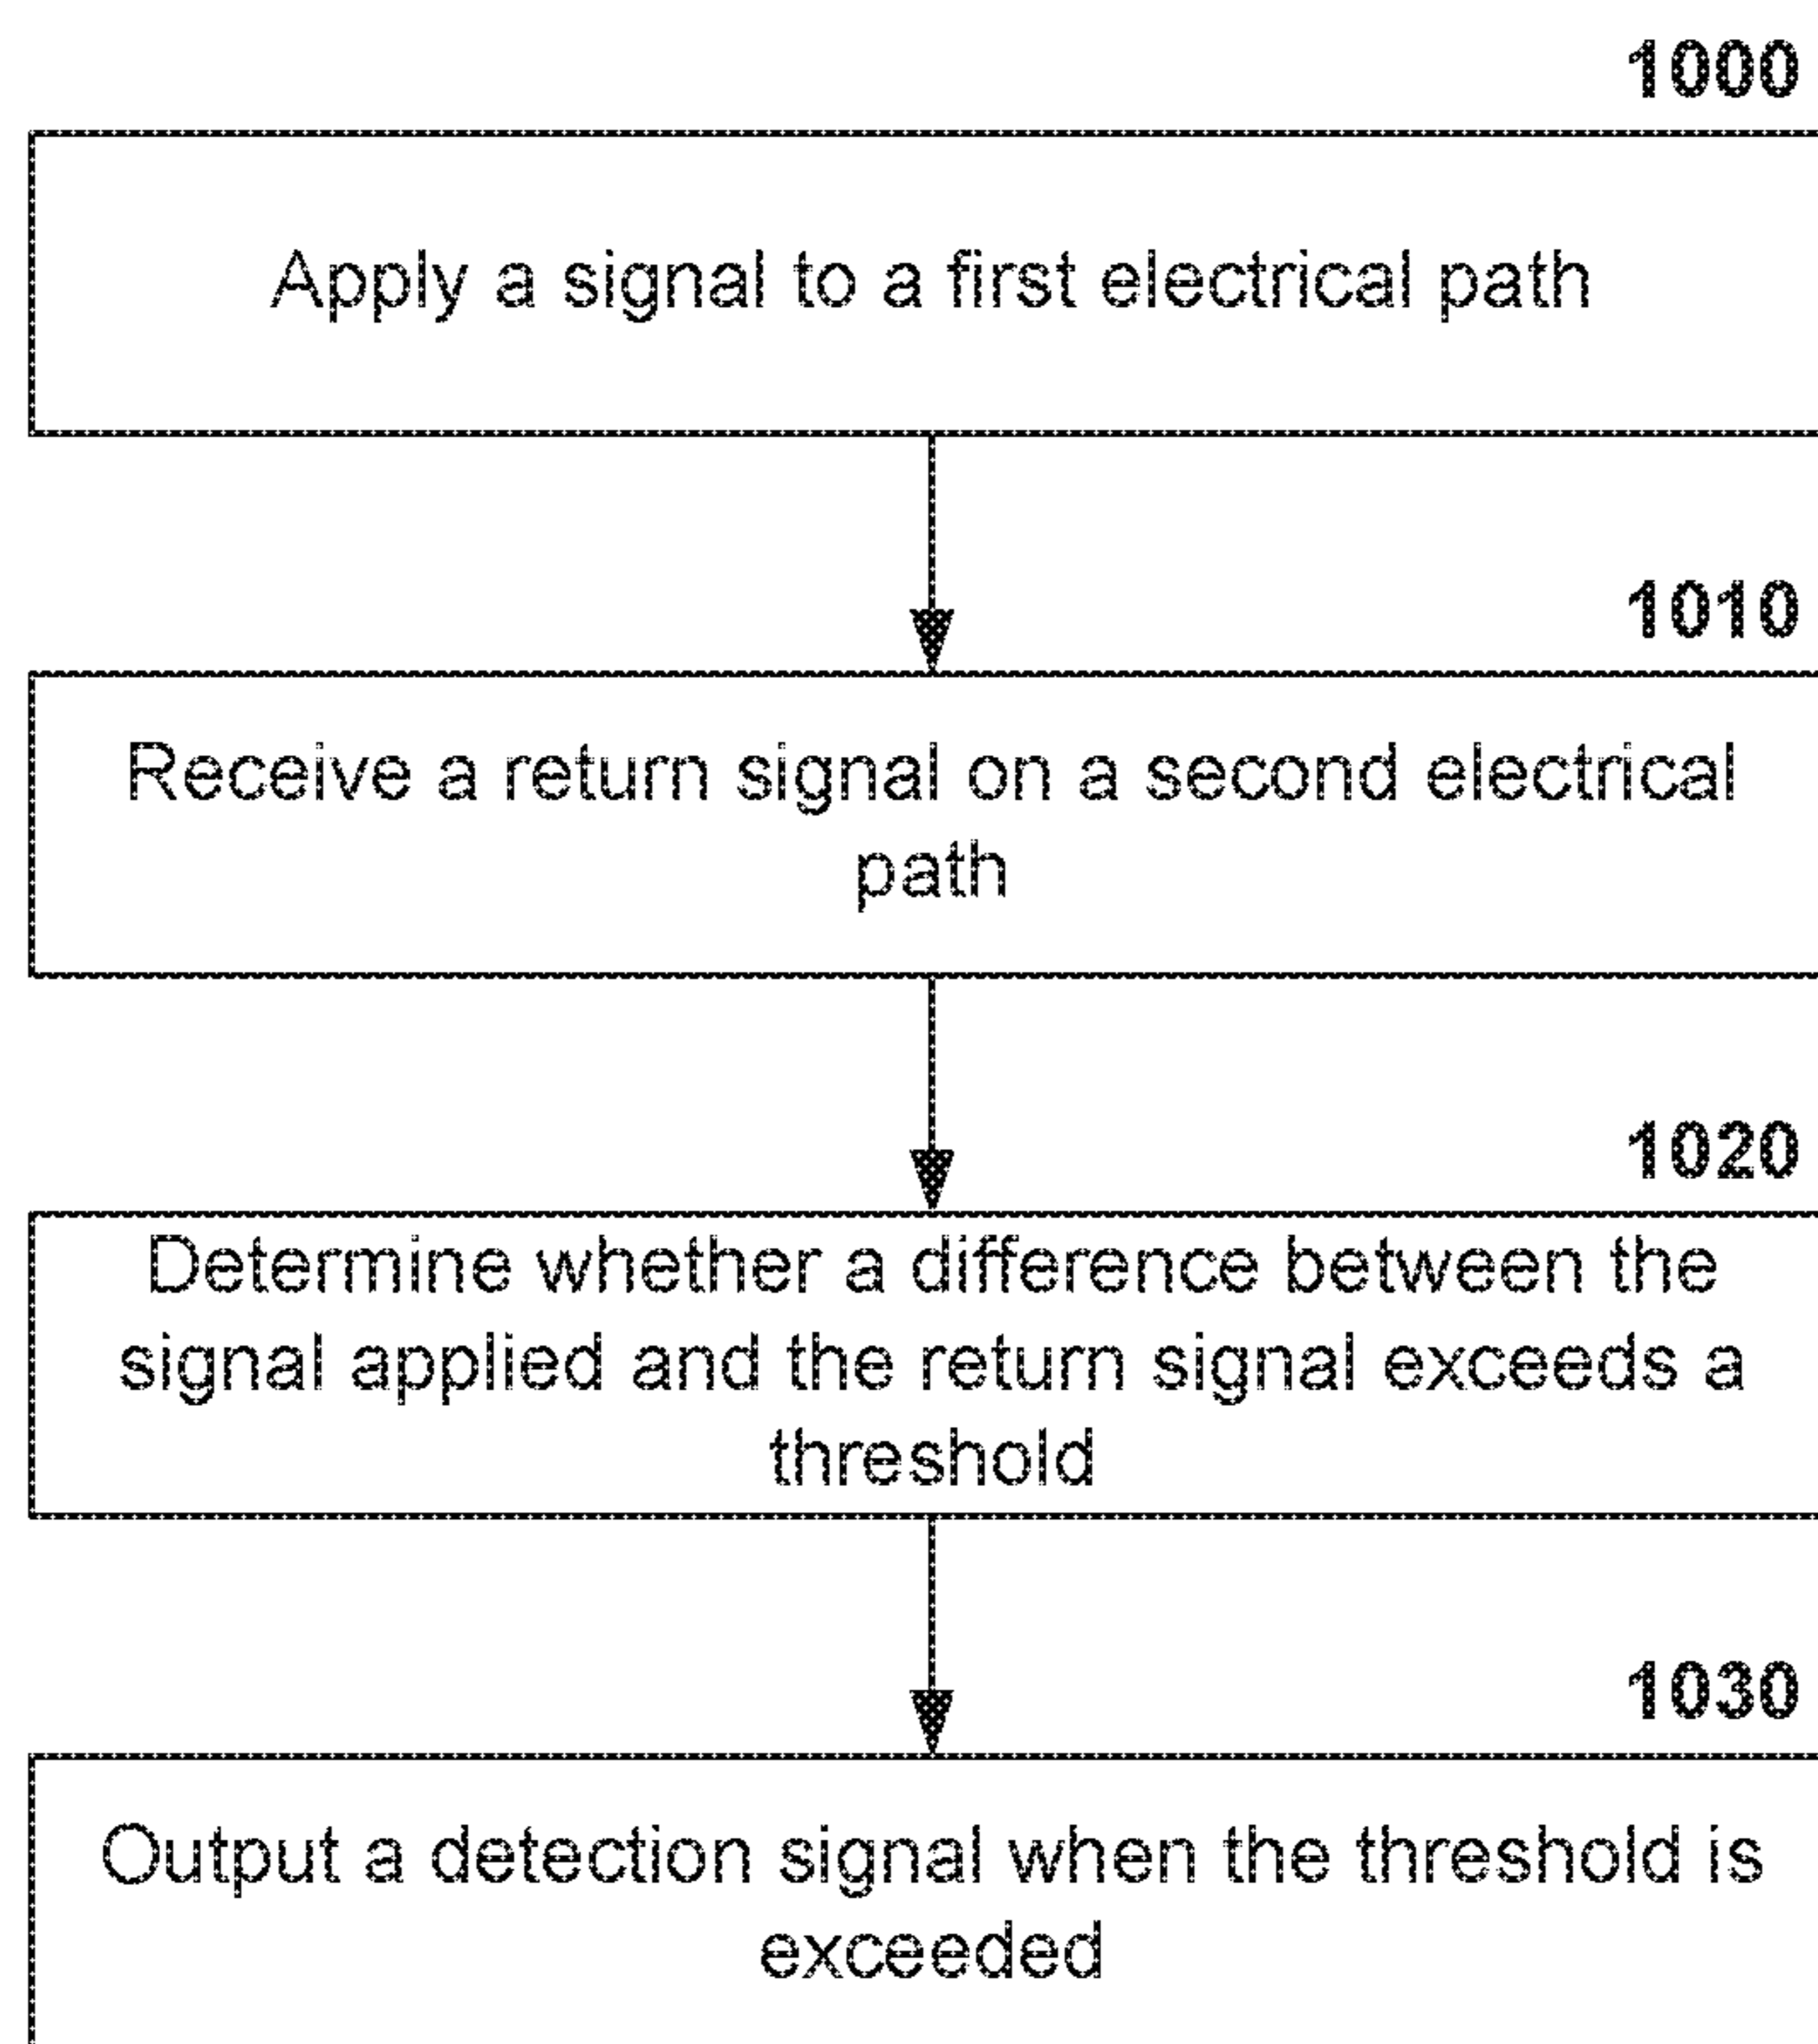 1000
Apply a signal to a first electrical path
1010
Receive a return signal on a second electrical
path
1020
Determine whether a difference between the
signal applied and the return signal exceeds a
threshold
1030
Output a detection signal when the threshold is
exceeded